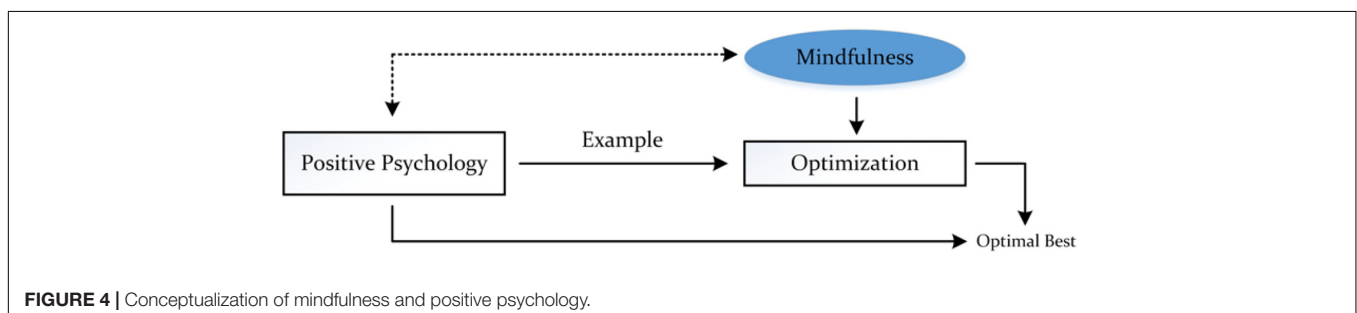 Mindfulness
Example
Positive Psychology
Optimization
Optimal Best
FIGURE 4 | Conceptualization of mindfulness and positive psychology.